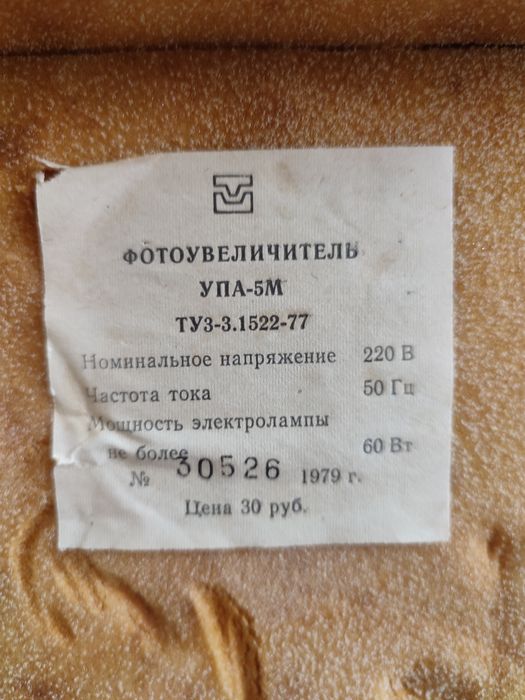 ФОТОУВЕЛИЧИТЕЛЬ
УПА-5М
ТУ3-3.1522-77
Номинальное напряжение 220 В
Частота тока 50 Гц
Мощность электролампы
не более 60 Вт
№ 30526 1979 г.
Цена 30 руб.